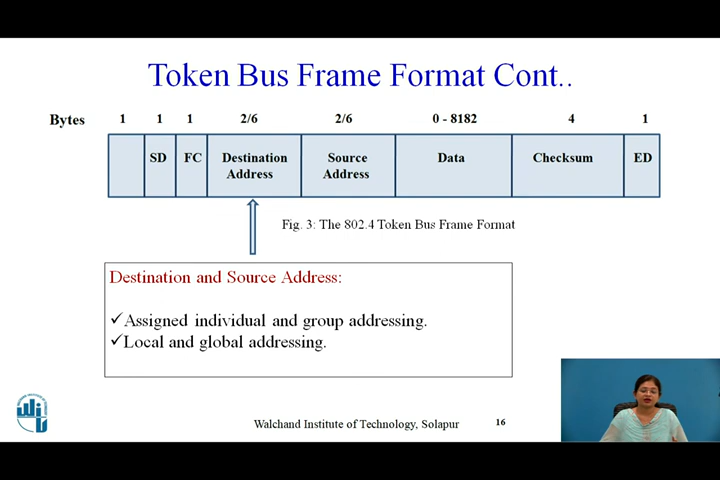 Token Bus Frame Format Cont..
Bytes 1 1 1 2/6 2/6 0 - 8182 4 1
SD FC Destination Address Source Address Data Checksum ED
Fig. 3: The 802.4 Token Bus Frame Format
Destination and Source Address:
✓Assigned individual and group addressing.
✓Local and global addressing.
Walchand Institute of Technology, Solapur 16